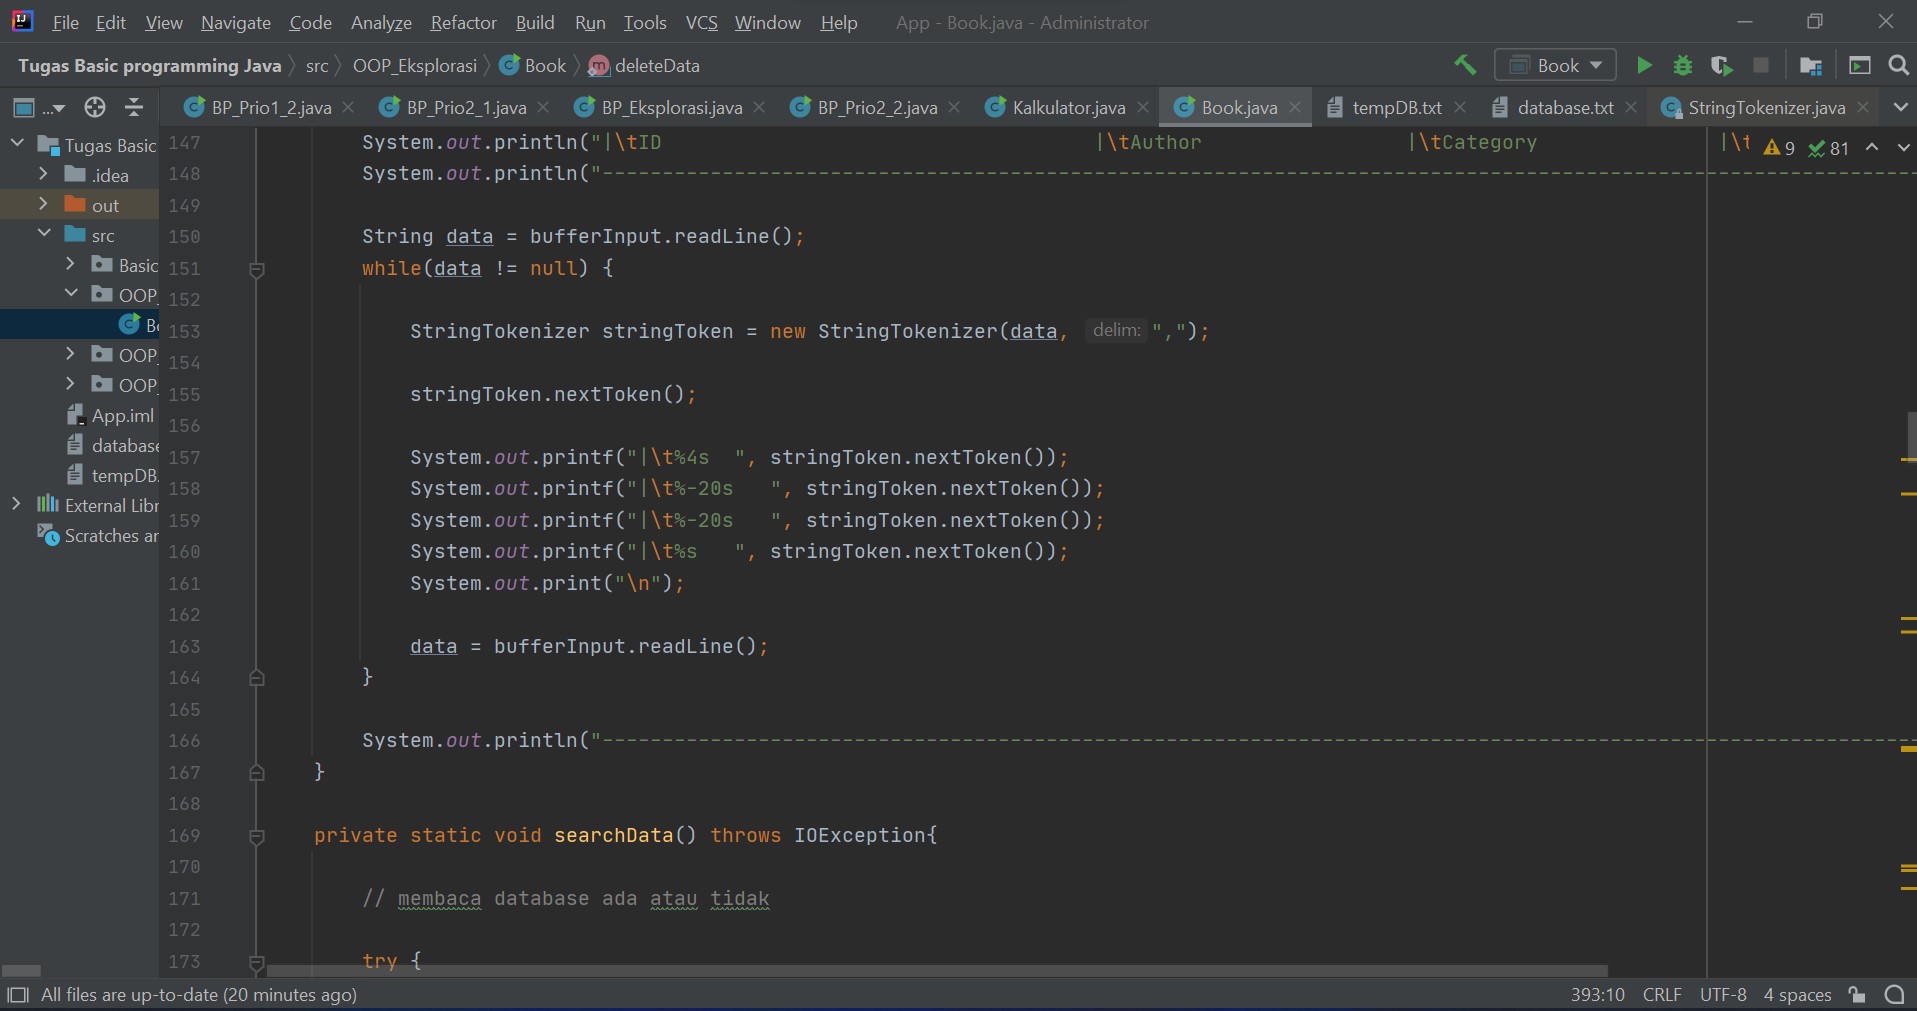 File Edit View Navigate Code Analyze Refactor Build Run Tools VCS Window Help App - Book.java - Administrator
Tugas Basic programming Java src OOP_Eksplorasi Book deleteData Book
... BP_Prio1_2.java BP_Prio2_1.java BP_Eksplorasi.java BP_Prio2_2.java Kalkulator.java Book.java tempDB.txt database.txt StringTokenizer.java
Tugas Basic
.idea
out
src
Basic
OOP_
Bo
OOP_
OOP_
App.iml
database
tempDB.
External Libr
Scratches ar
9 81
147 System.out.println("|\tID |\tAuthor |\tCategory |\t
148 System.out.println("--------------------------------------------------------------------------------------------------------------
149
150 String data = bufferInput.readLine();
151 while(data != null) {
152
153 StringTokenizer stringToken = new StringTokenizer(data, delim: ",");
154
155 stringToken.nextToken();
156
157 System.out.printf("|\t%4s  ", stringToken.nextToken());
158 System.out.printf("|\t%-20s   ", stringToken.nextToken());
159 System.out.printf("|\t%-20s   ", stringToken.nextToken());
160 System.out.printf("|\t%s   ", stringToken.nextToken());
161 System.out.print("\n");
162
163 data = bufferInput.readLine();
164 }
165
166 System.out.println("--------------------------------------------------------------------------------------------------------------
167 }
168
169 private static void searchData() throws IOException{
170
171 // membaca database ada atau tidak
172
173 try {
All files are up-to-date (20 minutes ago) 393:10 CRLF UTF-8 4 spaces